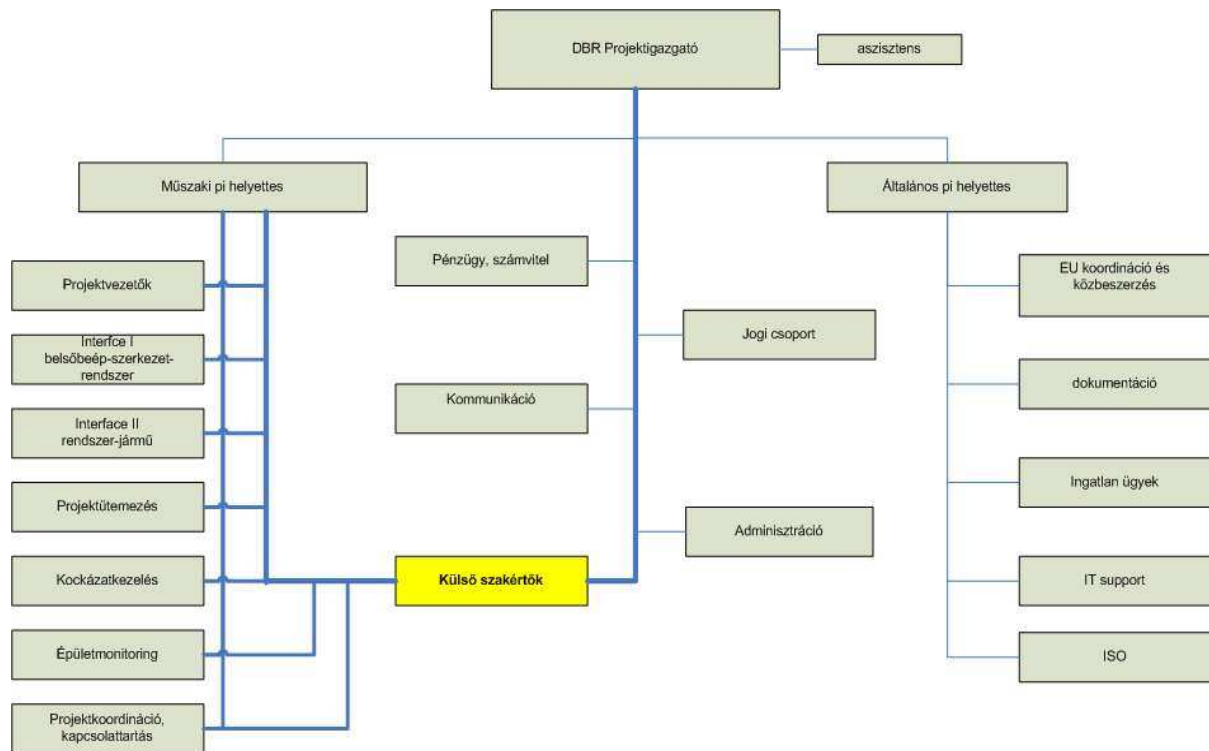 DBR Projektigazgató
aszisztens
Műszaki pi helyettes
Általános pi helyettes
Projektvezetők
Interfce I
belsőbeép-szerkezet-
rendszer
Interface II
rendszer-jármű
Projektütemezés
Kockázatkezelés
Épületmonitoring
Projektkoordináció,
kapcsolattartás
Pénzügy, számvitel
Kommunikáció
Külső szakértők
Jogi csoport
Adminisztráció
EU koordináció és
közbeszerzés
dokumentáció
Ingatlan ügyek
IT support
ISO